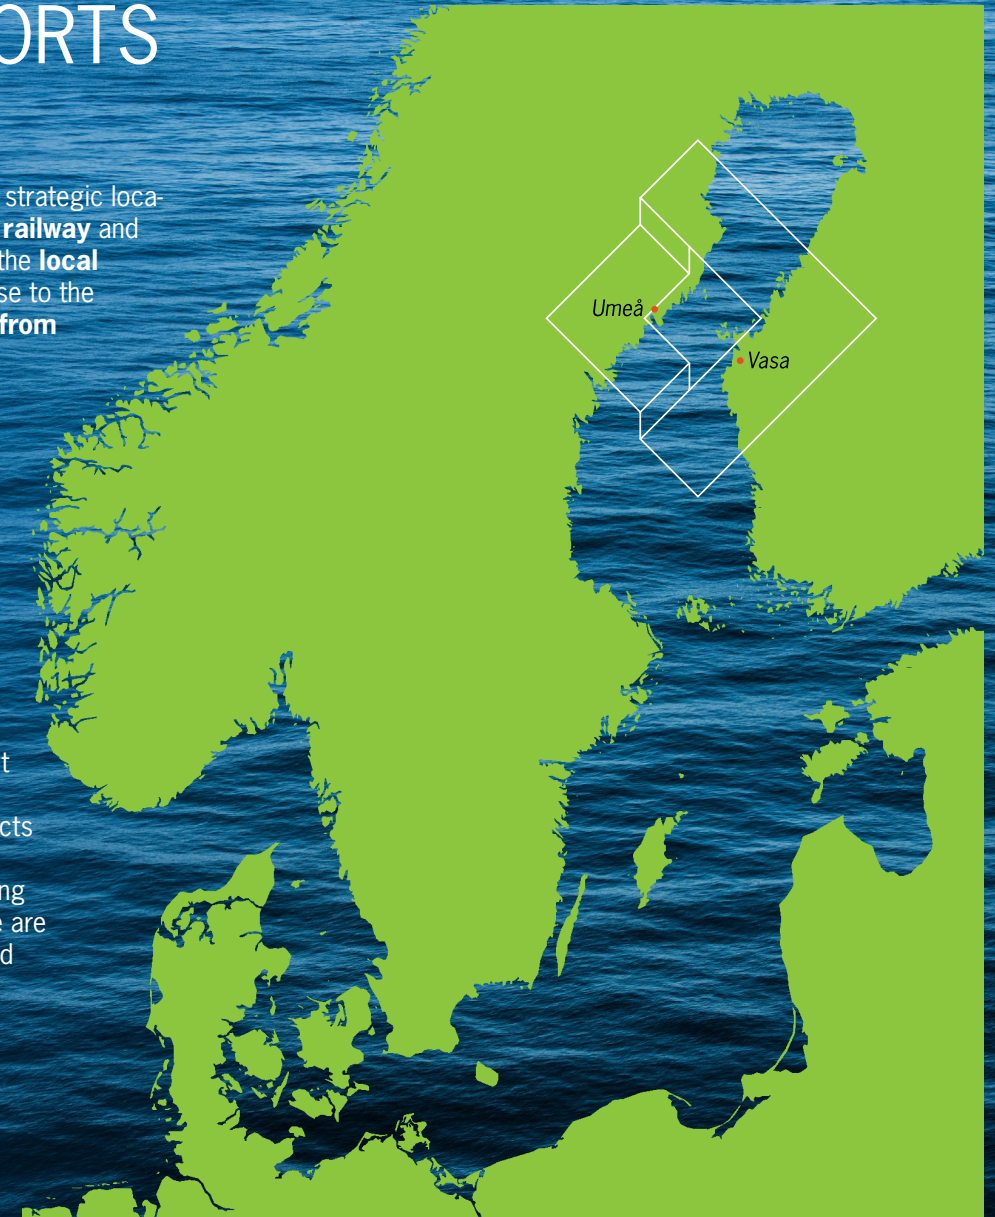 ORTS
strategic loca-
railway and
the local
se to the
from
Umeå
Vasa
t
cts
ng
e are
d